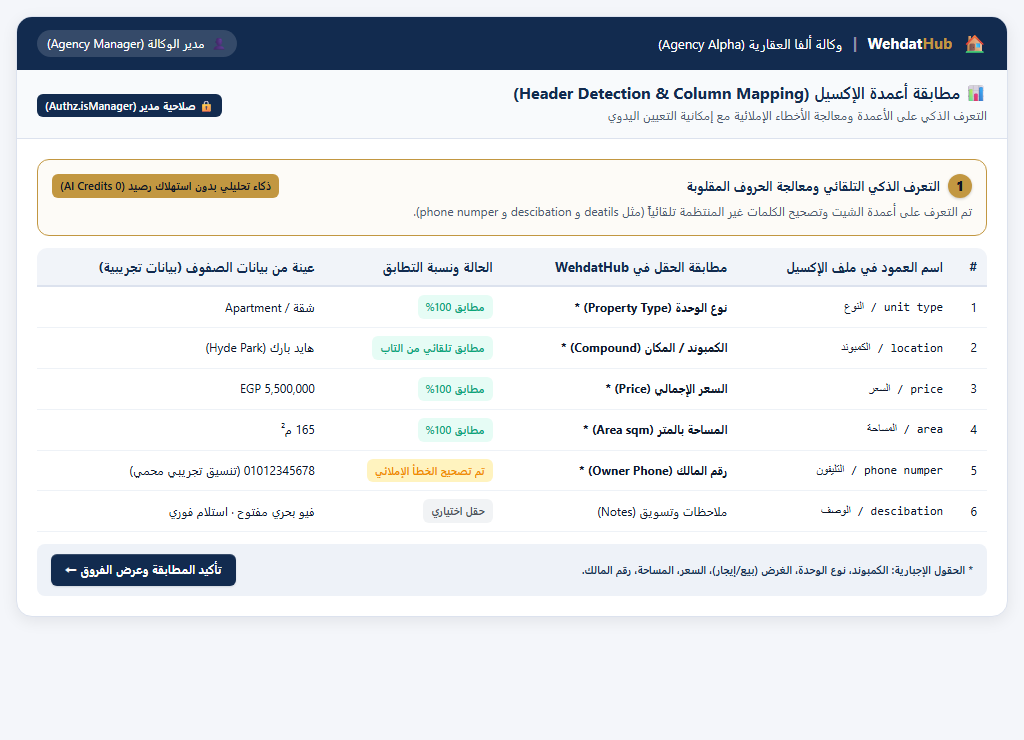 WehdatHub | وكالة ألفا العقارية (Agency Alpha)
مدير الوكالة (Agency Manager)
مطابقة أعمدة الإكسيل (Header Detection & Column Mapping)
التعرف الذكي على الأعمدة ومعالجة الأخطاء الإملائية مع إمكانية التعيين اليدوي
صلاحية مدير (Authz.isManager)
1 التعرف الذكي التلقائي ومعالجة الحروف المقلوبة
ذكاء تحليلي بدون استهلاك رصيد (0 AI Credits)
تم التعرف على أعمدة الشيت وتصحيح الكلمات غير المنتظمة تلقائياً (مثل deatils و descibation و phone numper).
# اسم العمود في ملف الإكسيل مطابقة الحقل في WehdatHub الحالة ونسبة التطابق عينة من بيانات الصفوف (بيانات تجريبية)
1 unit type / النوع نوع الوحدة (Property Type) * مطابق 100% شقة / Apartment
2 location / الكمبوند الكمبوند / المكان (Compound) * مطابق تلقائي من التاب هايد بارك (Hyde Park)
3 price / السعر السعر الإجمالي (Price) * مطابق 100% 5,500,000 EGP
4 area / المساحة المساحة بالمتر (Area sqm) * مطابق 100% 165 م²
5 phone numper / التليفون رقم المالك (Owner Phone) * تم تصحيح الخطأ الإملائي 01012345678 (تنسيق تجريبي محمي)
6 descibation / الوصف ملاحظات وتسويق (Notes) حقل اختياري فيو بحري مفتوح · استلام فوري
* الحقول الإجبارية: الكمبوند، نوع الوحدة، الغرض (بيع/إيجار)، السعر، المساحة، رقم المالك.
تأكيد المطابقة وعرض الفروق ←